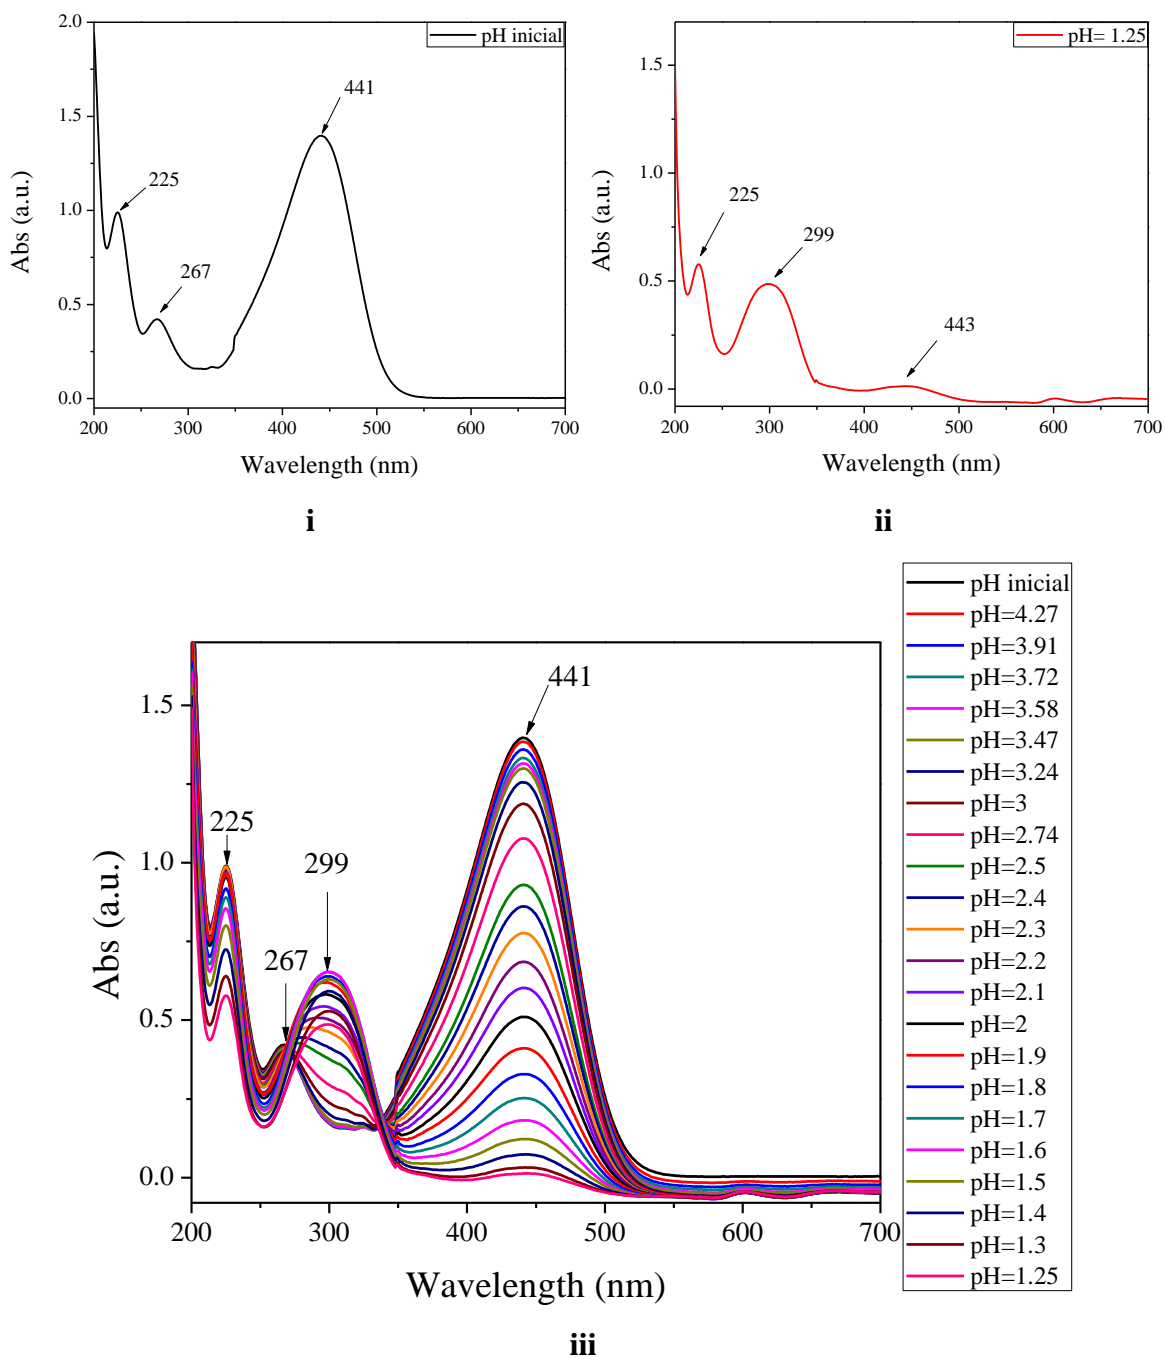 pH inicial
2.0
1.5
1.0
0.5
0.0
441
225
267
200 300 400 500 600 700
Abs (a.u.)
Wavelength (nm)
i
pH= 1.25
1.5
1.0
0.5
0.0
225
299
443
200 300 400 500 600 700
Abs (a.u.)
Wavelength (nm)
ii
1.5
1.0
0.5
0.0
441
225
299
267
200 300 400 500 600 700
Abs (a.u.)
Wavelength (nm)
pH inicial
pH=4.27
pH=3.91
pH=3.72
pH=3.58
pH=3.47
pH=3.24
pH=3
pH=2.74
pH=2.5
pH=2.4
pH=2.3
pH=2.2
pH=2.1
pH=2
pH=1.9
pH=1.8
pH=1.7
pH=1.6
pH=1.5
pH=1.4
pH=1.3
pH=1.25
iii